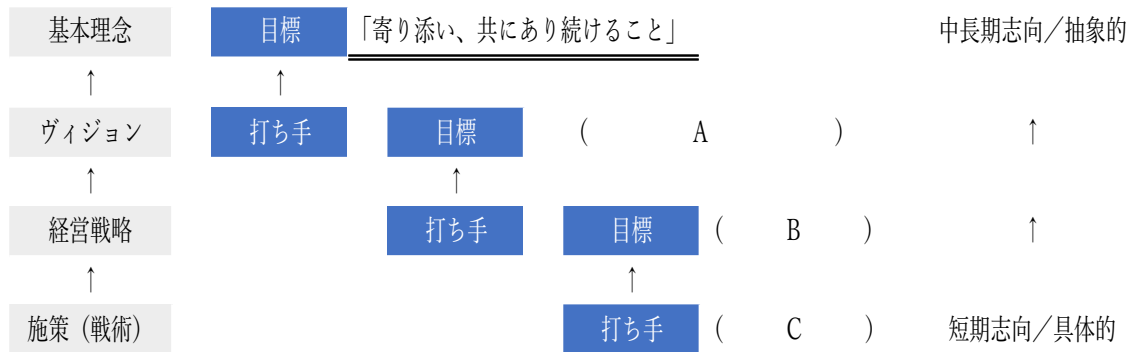 基本理念 目標 「寄り添い、共にあり続けること」 中長期志向／抽象的
↑ ↑
ヴィジョン 打ち手 目標 ( A ) ↑
↑ ↑
経営戦略 打ち手 目標 ( B ) ↑
↑ ↑
施策（戦術） 打ち手 ( C ) 短期志向／具体的